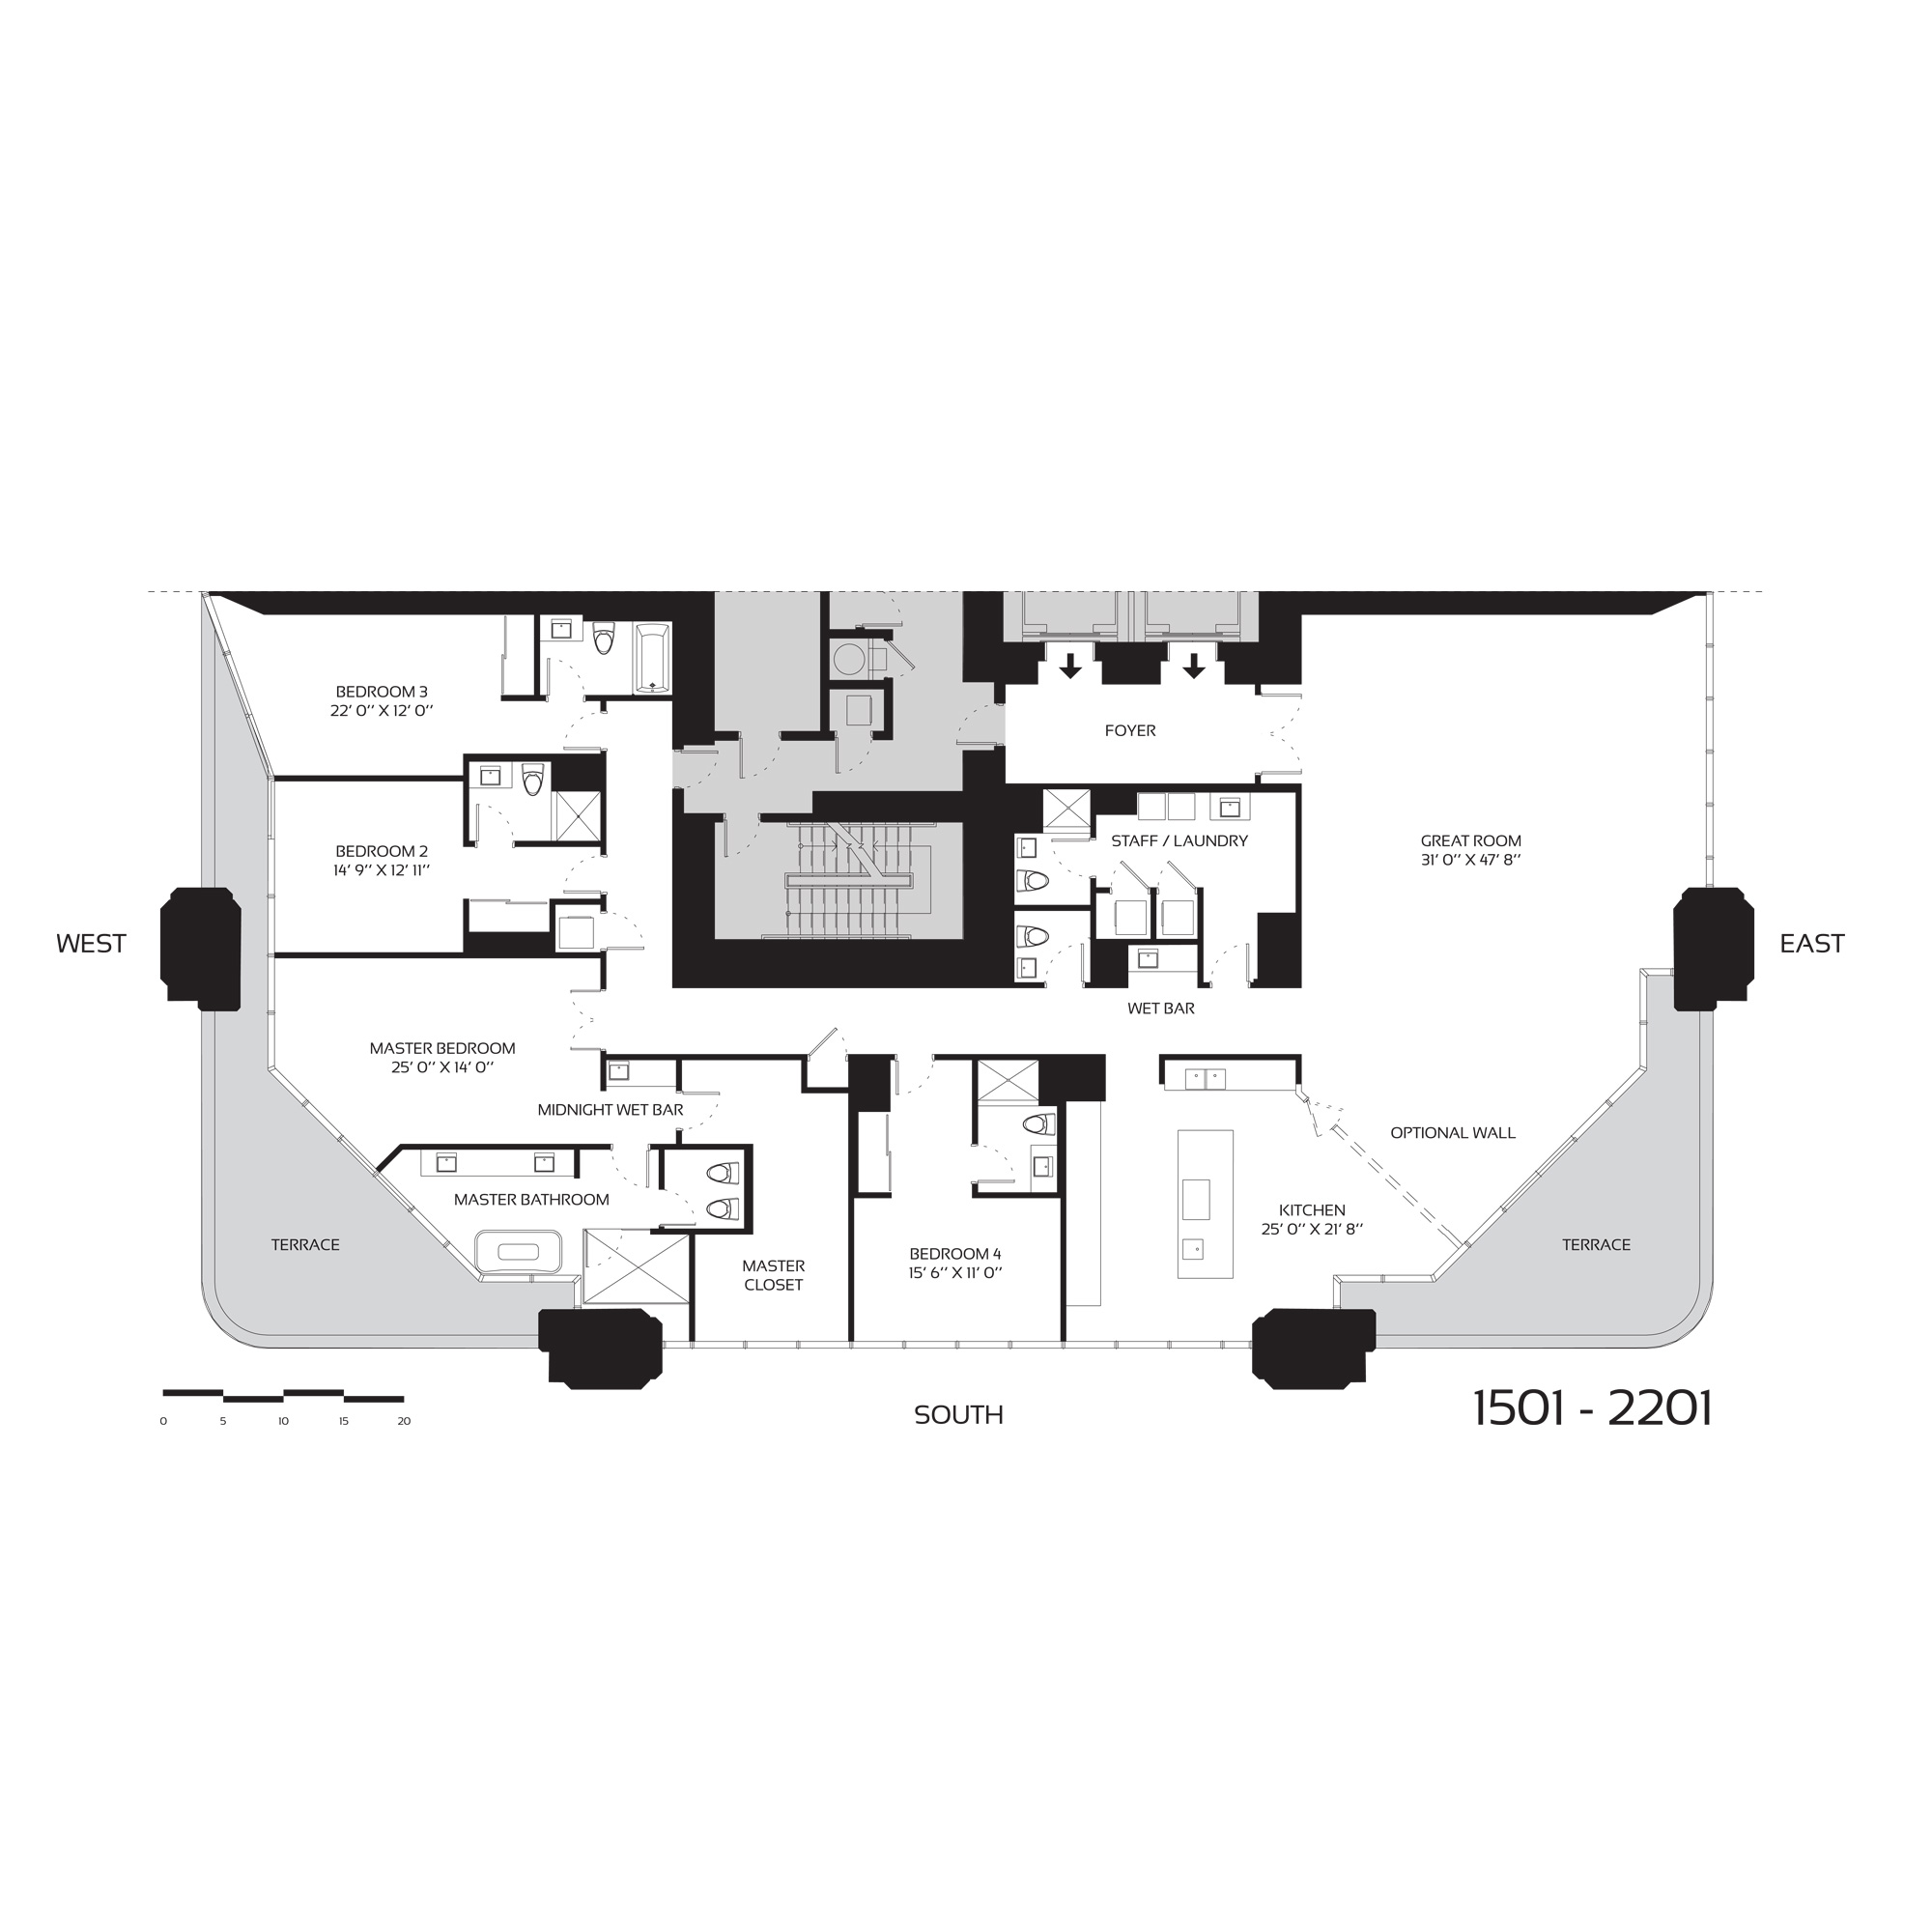 BEDROOM 3
22' 0'' X 12' 0''
FOYER
BEDROOM 2
14' 9'' X 12' 11''
STAFF / LAUNDRY
GREAT ROOM
31' 0'' X 47' 8''
WEST
EAST
WET BAR
MASTER BEDROOM
25' 0'' X 14' 0''
MIDNIGHT WET BAR
OPTIONAL WALL
MASTER BATHROOM
KITCHEN
25' 0'' X 21' 8''
TERRACE
BEDROOM 4
15' 6'' X 11' 0''
MASTER
CLOSET
TERRACE
0 5 10 15 20
SOUTH
1501 - 2201